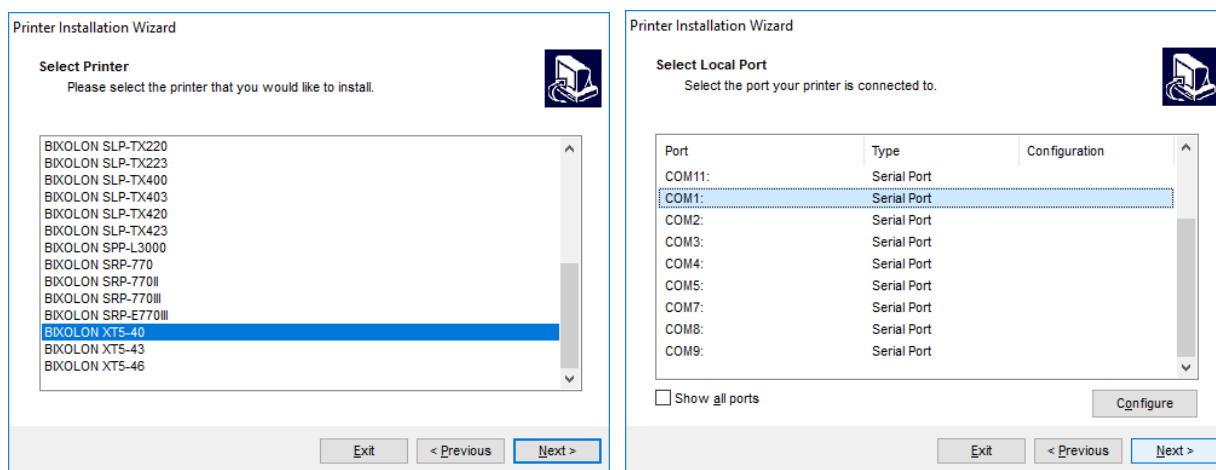 Printer Installation Wizard
Select Printer
Please select the printer that you would like to install.
BIXOLON SLP-TX220
BIXOLON SLP-TX223
BIXOLON SLP-TX400
BIXOLON SLP-TX403
BIXOLON SLP-TX420
BIXOLON SLP-TX423
BIXOLON SPP-L3000
BIXOLON SRP-770
BIXOLON SRP-770II
BIXOLON SRP-770III
BIXOLON SRP-E770III
BIXOLON XT5-40
BIXOLON XT5-43
BIXOLON XT5-46
Exit < Previous Next >
Printer Installation Wizard
Select Local Port
Select the port your printer is connected to.
Port Type Configuration
COM11: Serial Port
COM1: Serial Port
COM2: Serial Port
COM3: Serial Port
COM4: Serial Port
COM5: Serial Port
COM7: Serial Port
COM8: Serial Port
COM9: Serial Port
Show all ports
Configure
Exit < Previous Next >